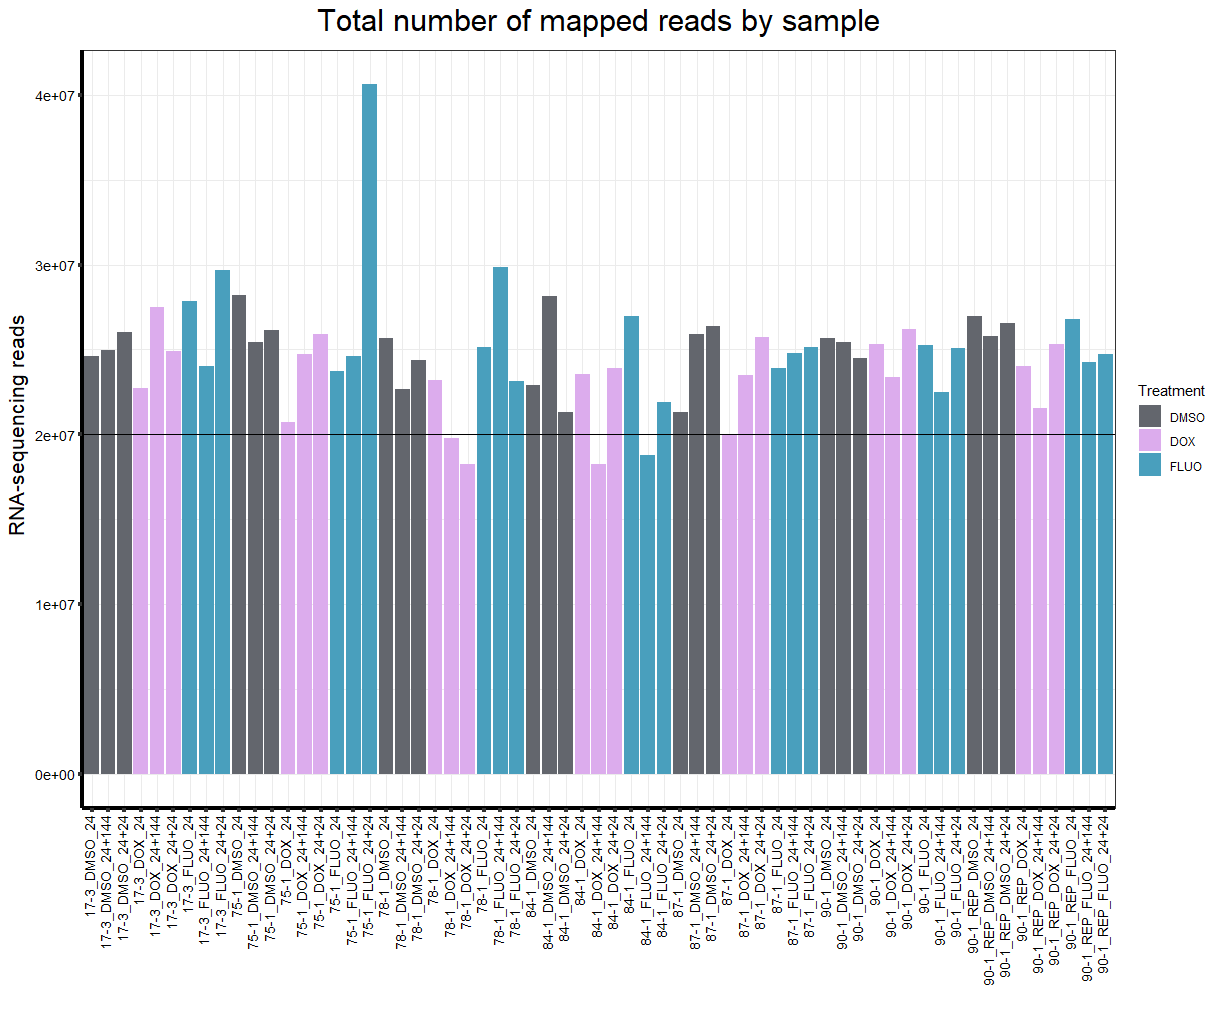 Total number of mapped reads by sample
RNA-sequencing reads
4e+07
3e+07
2e+07
1e+07
0e+00
17-3_DMSO_24
17-3_DMSO_24+144
17-3_DMSO_24+24
17-3_DOX_24
17-3_DOX_24+144
17-3_DOX_24+24
17-3_FLUO_24
17-3_FLUO_24+144
17-3_FLUO_24+24
75-1_DMSO_24
75-1_DMSO_24+144
75-1_DMSO_24+24
75-1_DOX_24
75-1_DOX_24+144
75-1_DOX_24+24
75-1_FLUO_24
75-1_FLUO_24+144
75-1_FLUO_24+24
78-1_DMSO_24
78-1_DMSO_24+144
78-1_DMSO_24+24
78-1_DOX_24
78-1_DOX_24+144
78-1_DOX_24+24
78-1_FLUO_24
78-1_FLUO_24+144
78-1_FLUO_24+24
84-1_DMSO_24
84-1_DMSO_24+144
84-1_DMSO_24+24
84-1_DOX_24
84-1_DOX_24+144
84-1_DOX_24+24
84-1_FLUO_24
84-1_FLUO_24+144
84-1_FLUO_24+24
87-1_DMSO_24
87-1_DMSO_24+144
87-1_DMSO_24+24
87-1_DOX_24
87-1_DOX_24+144
87-1_DOX_24+24
87-1_FLUO_24
87-1_FLUO_24+144
87-1_FLUO_24+24
90-1_DMSO_24
90-1_DMSO_24+144
90-1_DMSO_24+24
90-1_DOX_24
90-1_DOX_24+144
90-1_DOX_24+24
90-1_FLUO_24
90-1_FLUO_24+144
90-1_FLUO_24+24
90-1_REP_DMSO_24
90-1_REP_DMSO_24+144
90-1_REP_DMSO_24+24
90-1_REP_DOX_24
90-1_REP_DOX_24+144
90-1_REP_DOX_24+24
90-1_REP_FLUO_24
90-1_REP_FLUO_24+144
90-1_REP_FLUO_24+24
Treatment
DMSO
DOX
FLUO